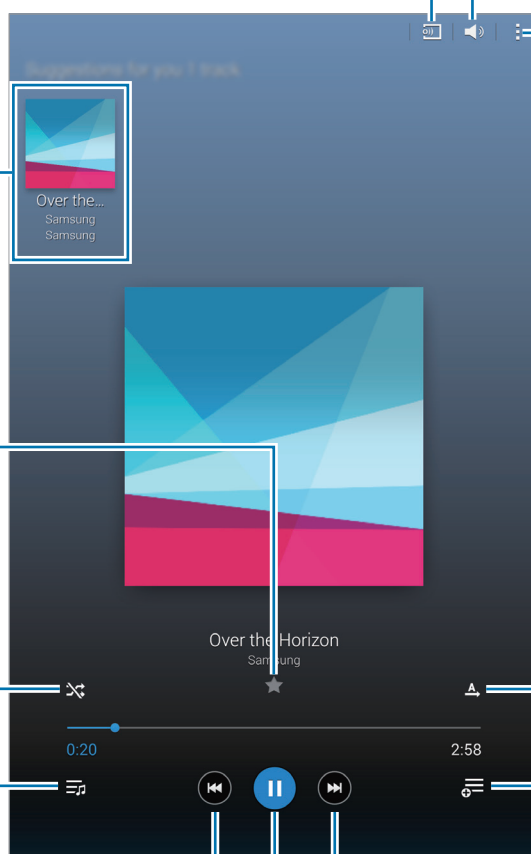 Suggestions for you 1 track
Over the...
Samsung
Samsung
Over the Horizon
Samsung
A
0:20
2:58